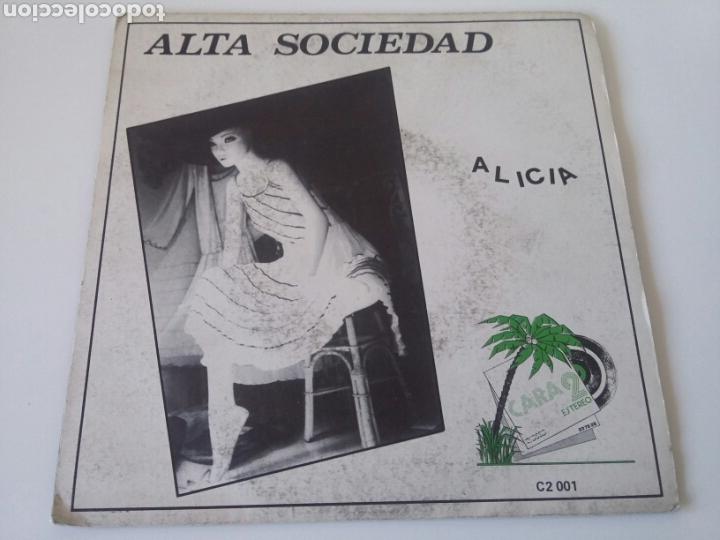 todocoleccion
ALTA SOCIEDAD
ALICIA
CARA 2
ESTEREO
C2 001